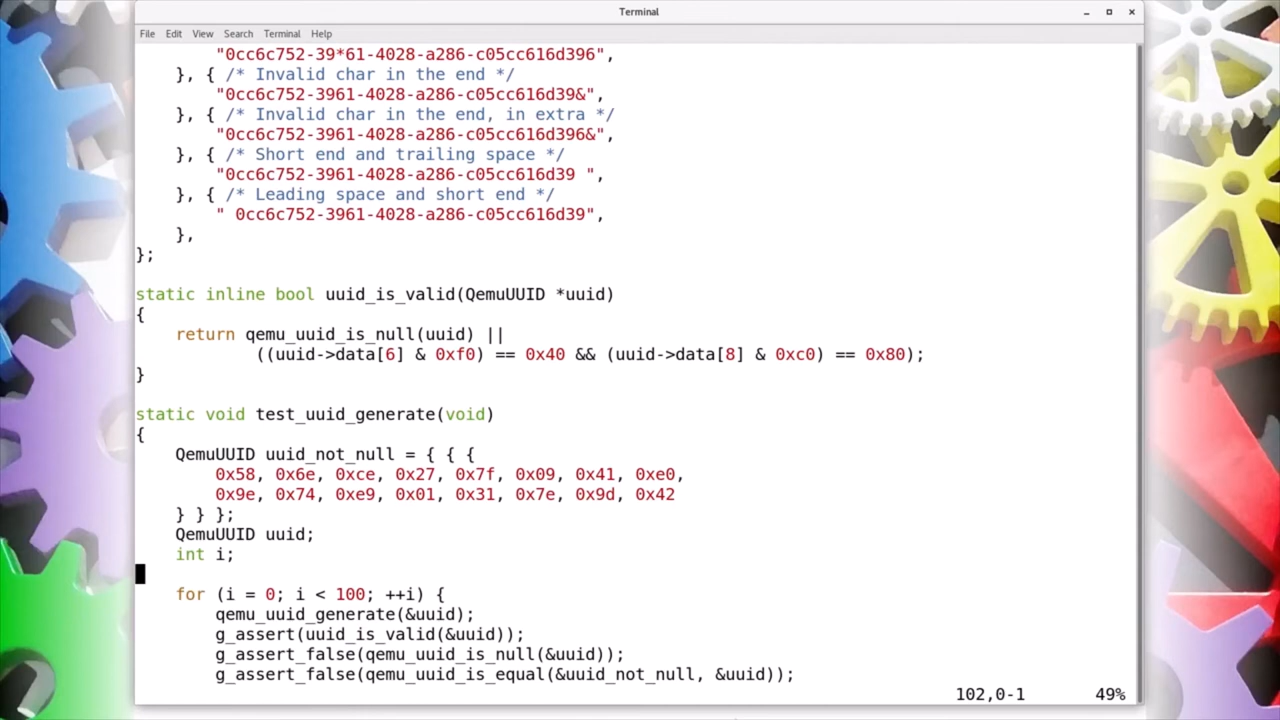 Terminal
File Edit View Search Terminal Help
"0cc6c752-39*61-4028-a286-c05cc616d396",
}, { /* Invalid char in the end */
"0cc6c752-3961-4028-a286-c05cc616d39&",
}, { /* Invalid char in the end, in extra */
"0cc6c752-3961-4028-a286-c05cc616d396&",
}, { /* Short end and trailing space */
"0cc6c752-3961-4028-a286-c05cc616d39 ",
}, { /* Leading space and short end */
" 0cc6c752-3961-4028-a286-c05cc616d39",
},
};
static inline bool uuid_is_valid(QemuUUID *uuid)
{
return qemu_uuid_is_null(uuid) ||
((uuid->data[6] & 0xf0) == 0x40 && (uuid->data[8] & 0xc0) == 0x80);
}
static void test_uuid_generate(void)
{
QemuUUID uuid_not_null = { { {
0x58, 0x6e, 0xce, 0x27, 0x7f, 0x09, 0x41, 0xe0,
0x9e, 0x74, 0xe9, 0x01, 0x31, 0x7e, 0x9d, 0x42
} } };
QemuUUID uuid;
int i;
for (i = 0; i < 100; ++i) {
qemu_uuid_generate(&uuid);
g_assert(uuid_is_valid(&uuid));
g_assert_false(qemu_uuid_is_null(&uuid));
g_assert_false(qemu_uuid_is_equal(&uuid_not_null, &uuid));
102,0-1 49%